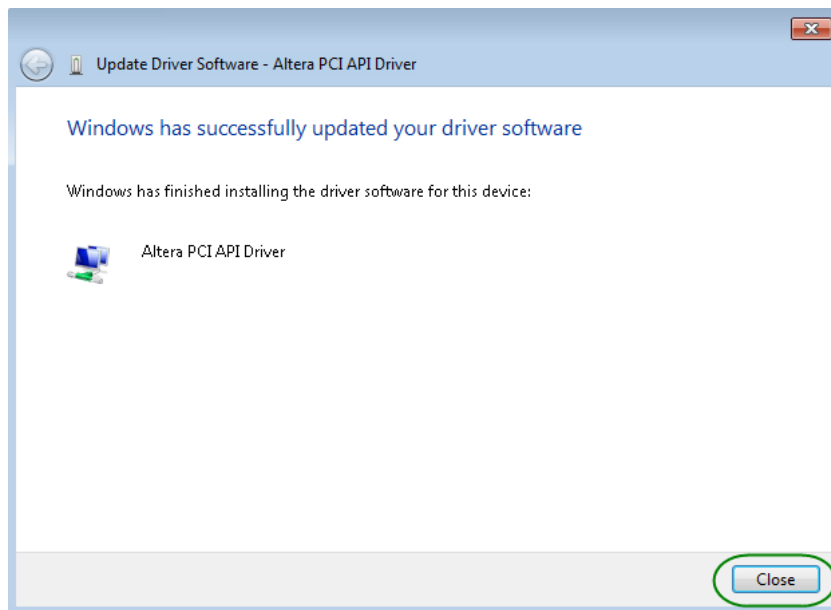 Update Driver Software - Altera PCI API Driver
Windows has successfully updated your driver software
Windows has finished installing the driver software for this device:
Altera PCI API Driver
Close